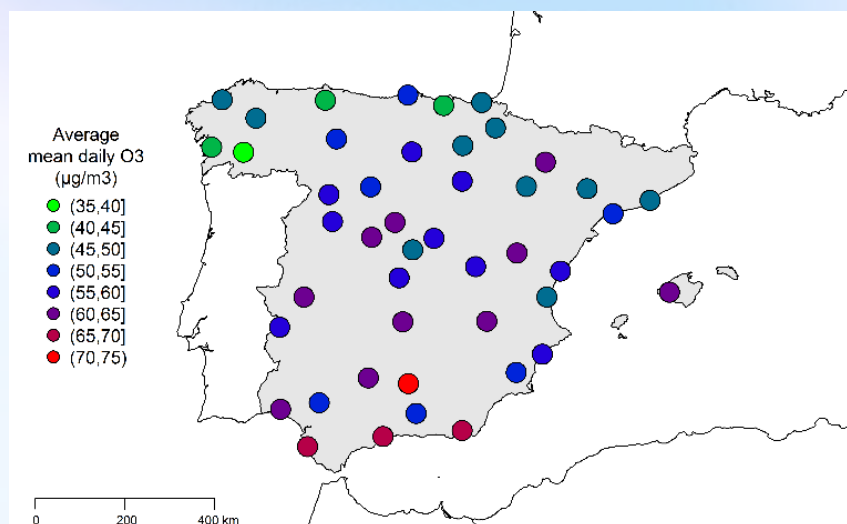 Average
mean daily O3
(µg/m3)
(35,40]
(40,45]
(45,50]
(50,55]
(55,60]
(60,65]
(65,70]
(70,75)
0 200 400 km